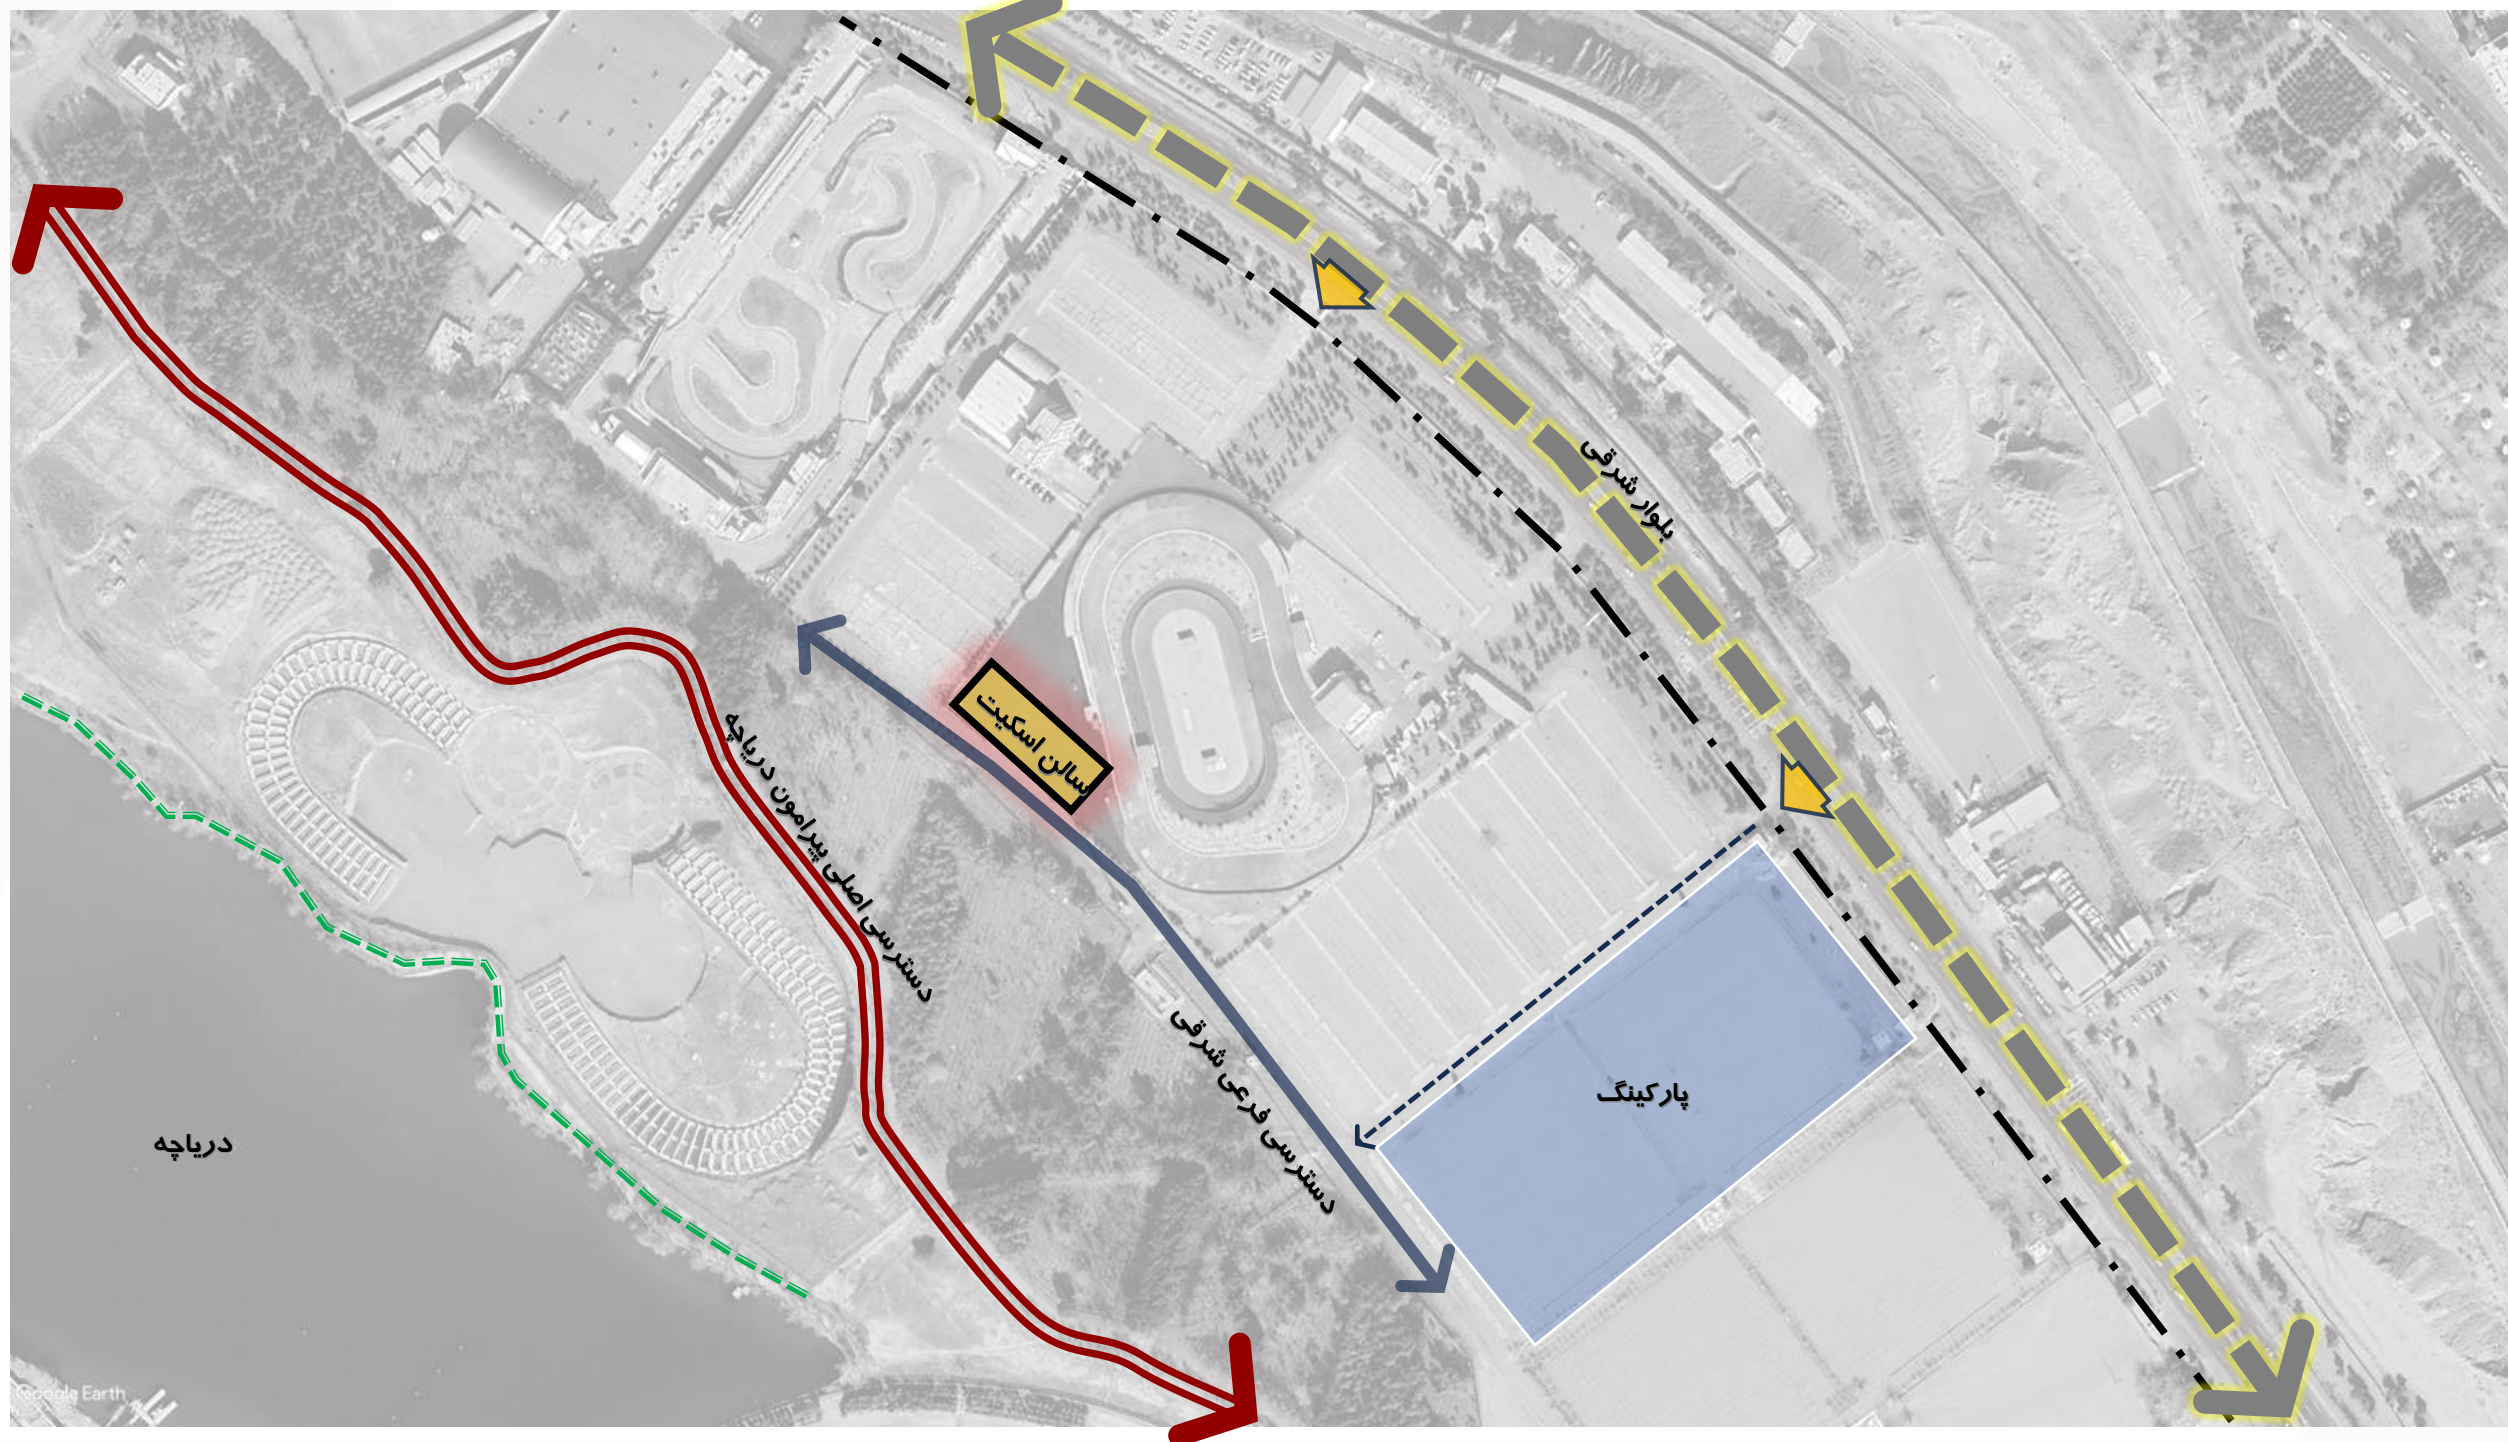 بلوار شرقی
سالن اسکیت
دسترسی اصلی پیرامون دریاچه
دسترسی فرعی شرقی
پارکینگ
دریاچه
Google Earth